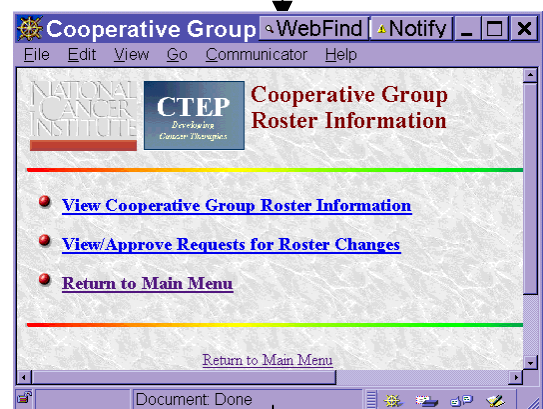 Cooperative Group WebFind Notify
File Edit View Go Communicator Help
NATIONAL
CANCER
INSTITUTE
CTEP
Developing
Cancer Therapies
Cooperative Group
Roster Information
View Cooperative Group Roster Information
View/Approve Requests for Roster Changes
Return to Main Menu
Return to Main Menu
Document: Done